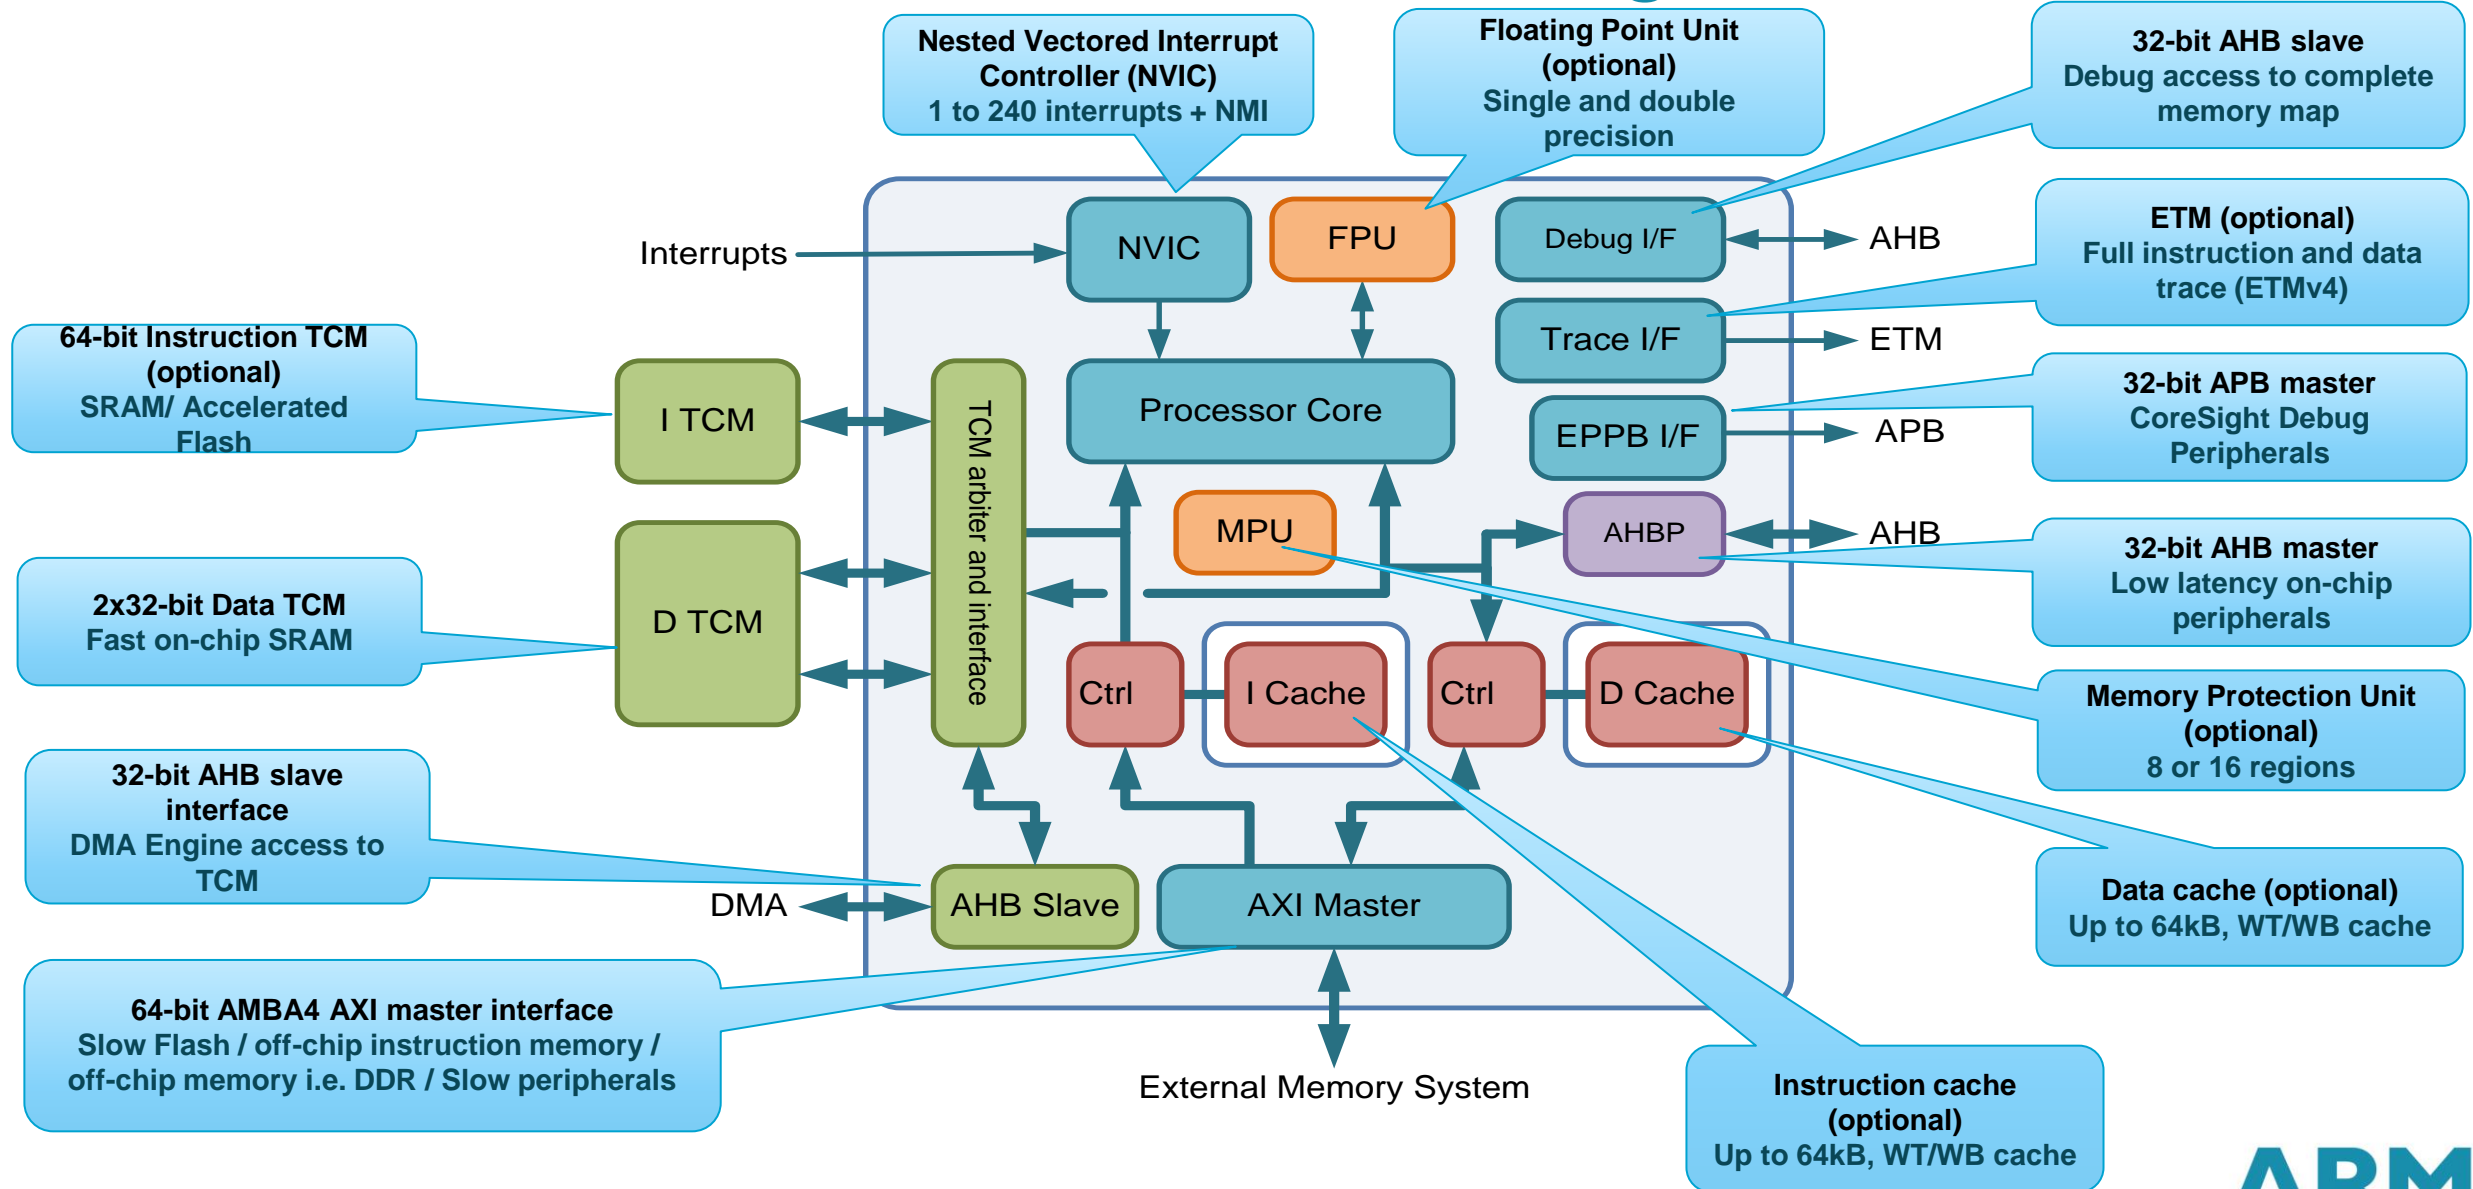 Nested Vectored Interrupt
Controller (NVIC)
1 to 240 interrupts + NMI
Floating Point Unit
(optional)
Single and double
precision
32-bit AHB slave
Debug access to complete
memory map
ETM (optional)
Full instruction and data
trace (ETMv4)
32-bit APB master
CoreSight Debug
Peripherals
32-bit AHB master
Low latency on-chip
peripherals
Memory Protection Unit
(optional)
8 or 16 regions
Data cache (optional)
Up to 64kB, WT/WB cache
Instruction cache
(optional)
Up to 64kB, WT/WB cache
64-bit Instruction TCM
(optional)
SRAM/ Accelerated
Flash
2x32-bit Data TCM
Fast on-chip SRAM
32-bit AHB slave
interface
DMA Engine access to
TCM
64-bit AMBA4 AXI master interface
Slow Flash / off-chip instruction memory /
off-chip memory i.e. DDR / Slow peripherals
Interrupts
NVIC
FPU
Debug I/F
AHB
Trace I/F
ETM
I TCM
TCM arbiter and interface
Processor Core
EPPB I/F
APB
MPU
AHBP
AHB
D TCM
Ctrl
I Cache
Ctrl
D Cache
DMA
AHB Slave
AXI Master
External Memory System
ARM